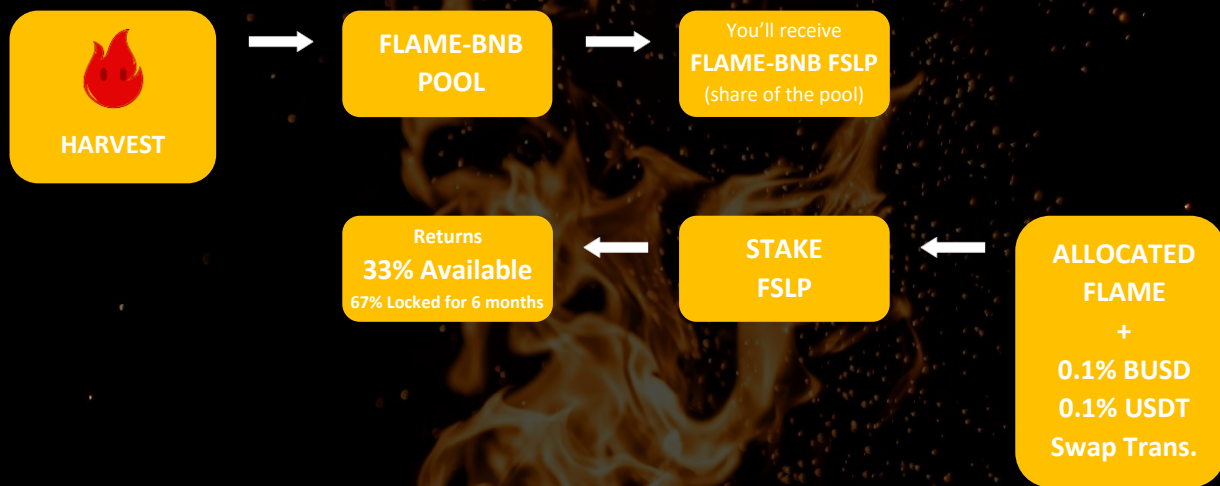 HARVEST
FLAME-BNB
POOL
You'll receive
FLAME-BNB FSLP
(share of the pool)
Returns
33% Available
67% Locked for 6 months
STAKE
FSLP
ALLOCATED
FLAME
+
0.1% BUSD
0.1% USDT
Swap Trans.